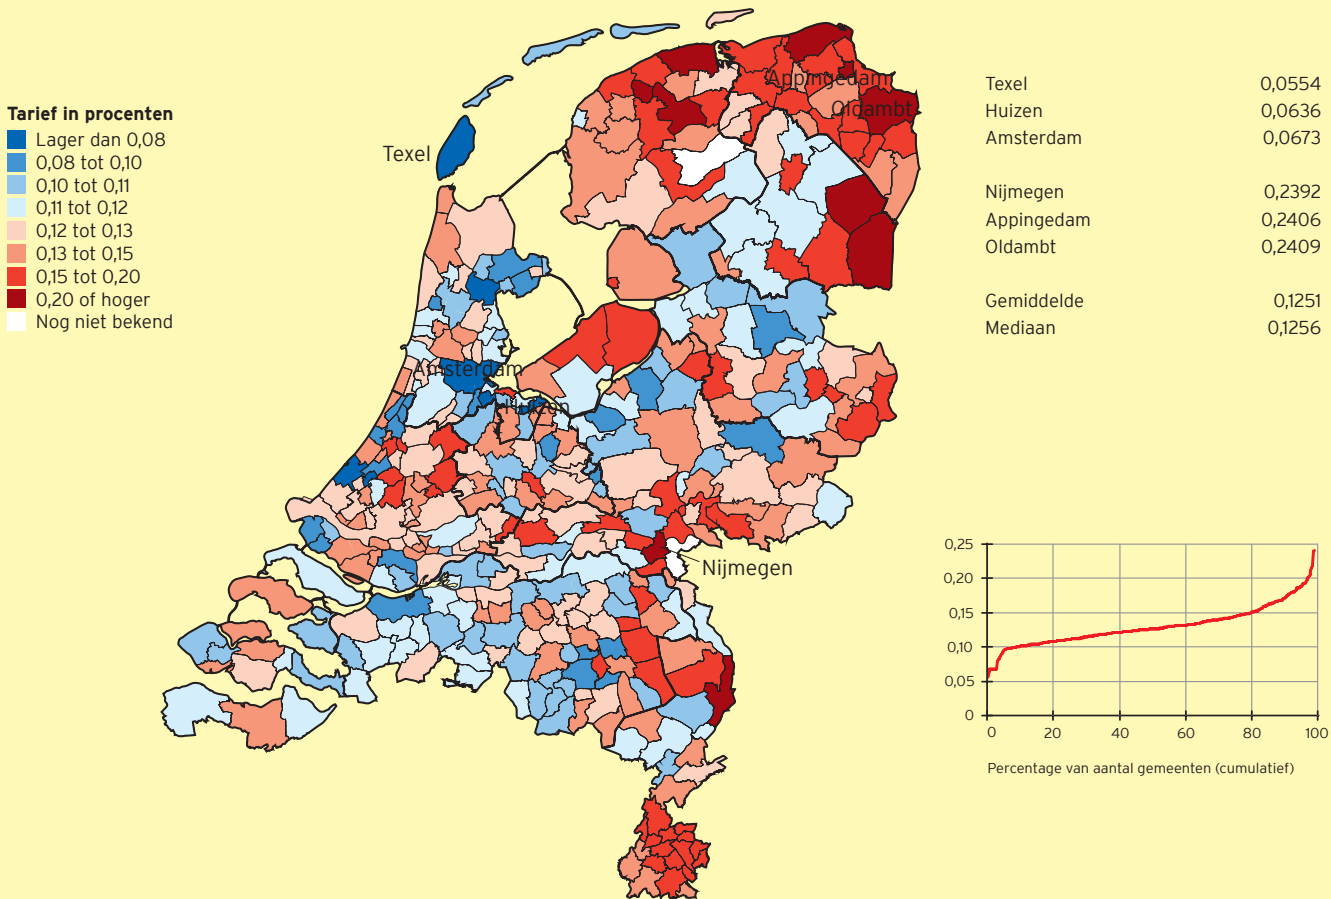 Appingedam
Oldambt
Texel
Tarief in procenten
Lager dan 0,08
0,08 tot 0,10
0,10 tot 0,11
0,11 tot 0,12
0,12 tot 0,13
0,13 tot 0,15
0,15 tot 0,20
0,20 of hoger
Nog niet bekend
Amsterdam
Huizen
Nijmegen
Texel 0,0554
Huizen 0,0636
Amsterdam 0,0673
Nijmegen 0,2392
Appingedam 0,2406
Oldambt 0,2409
Gemiddelde 0,1251
Mediaan 0,1256
0,25
0,20
0,15
0,10
0,05
0
0 20 40 60 80 100
Percentage van aantal gemeenten (cumulatief)